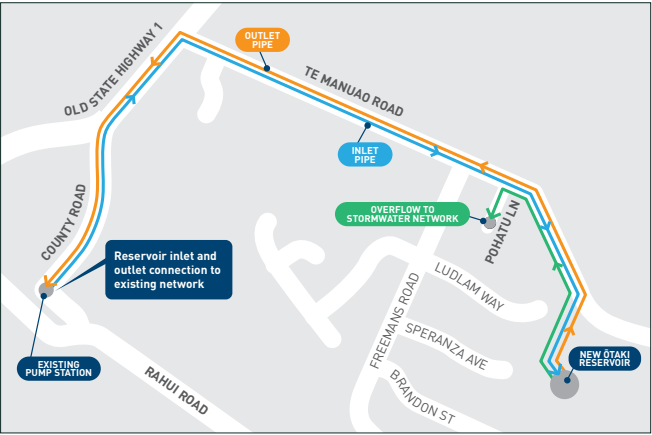 OLD STATE HIGHWAY 1
OUTLET
PIPE
TE MANUAO ROAD
INLET
PIPE
OVERFLOW TO
STORMWATER NETWORK
POHATU LN
COUNTY ROAD
Reservoir inlet and
outlet connection to
existing network
LUDLAM WAY
FREEMANS ROAD
SPERANZA AVE
BRANDON ST
EXISTING
PUMP STATION
RAHUI ROAD
NEW ŌTAKI
RESERVOIR